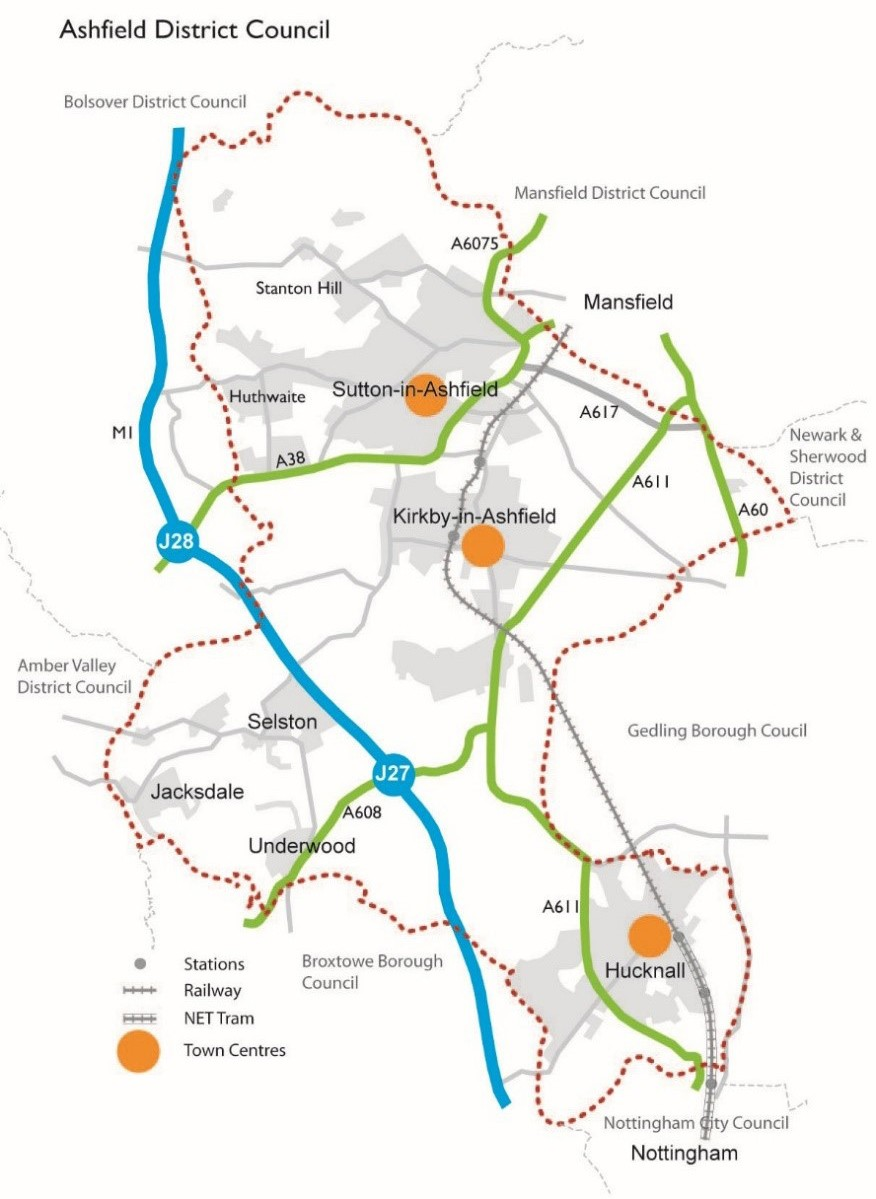 Ashfield District Council
Bolsover District Council
Mansfield District Council
A6075
Stanton Hill
Mansfield
Huthwaite
Sutton-in-Ashfield
A617
M1
Newark &
Sherwood
District
Council
A38
A611
A60
Kirkby-in-Ashfield
J28
Amber Valley
District Council
Selston
Gedling Borough Coucil
J27
Jacksdale
A608
Underwood
A611
Hucknall
Broxtowe Borough
Council
Stations
Railway
NET Tram
Town Centres
Nottingham City Council
Nottingham